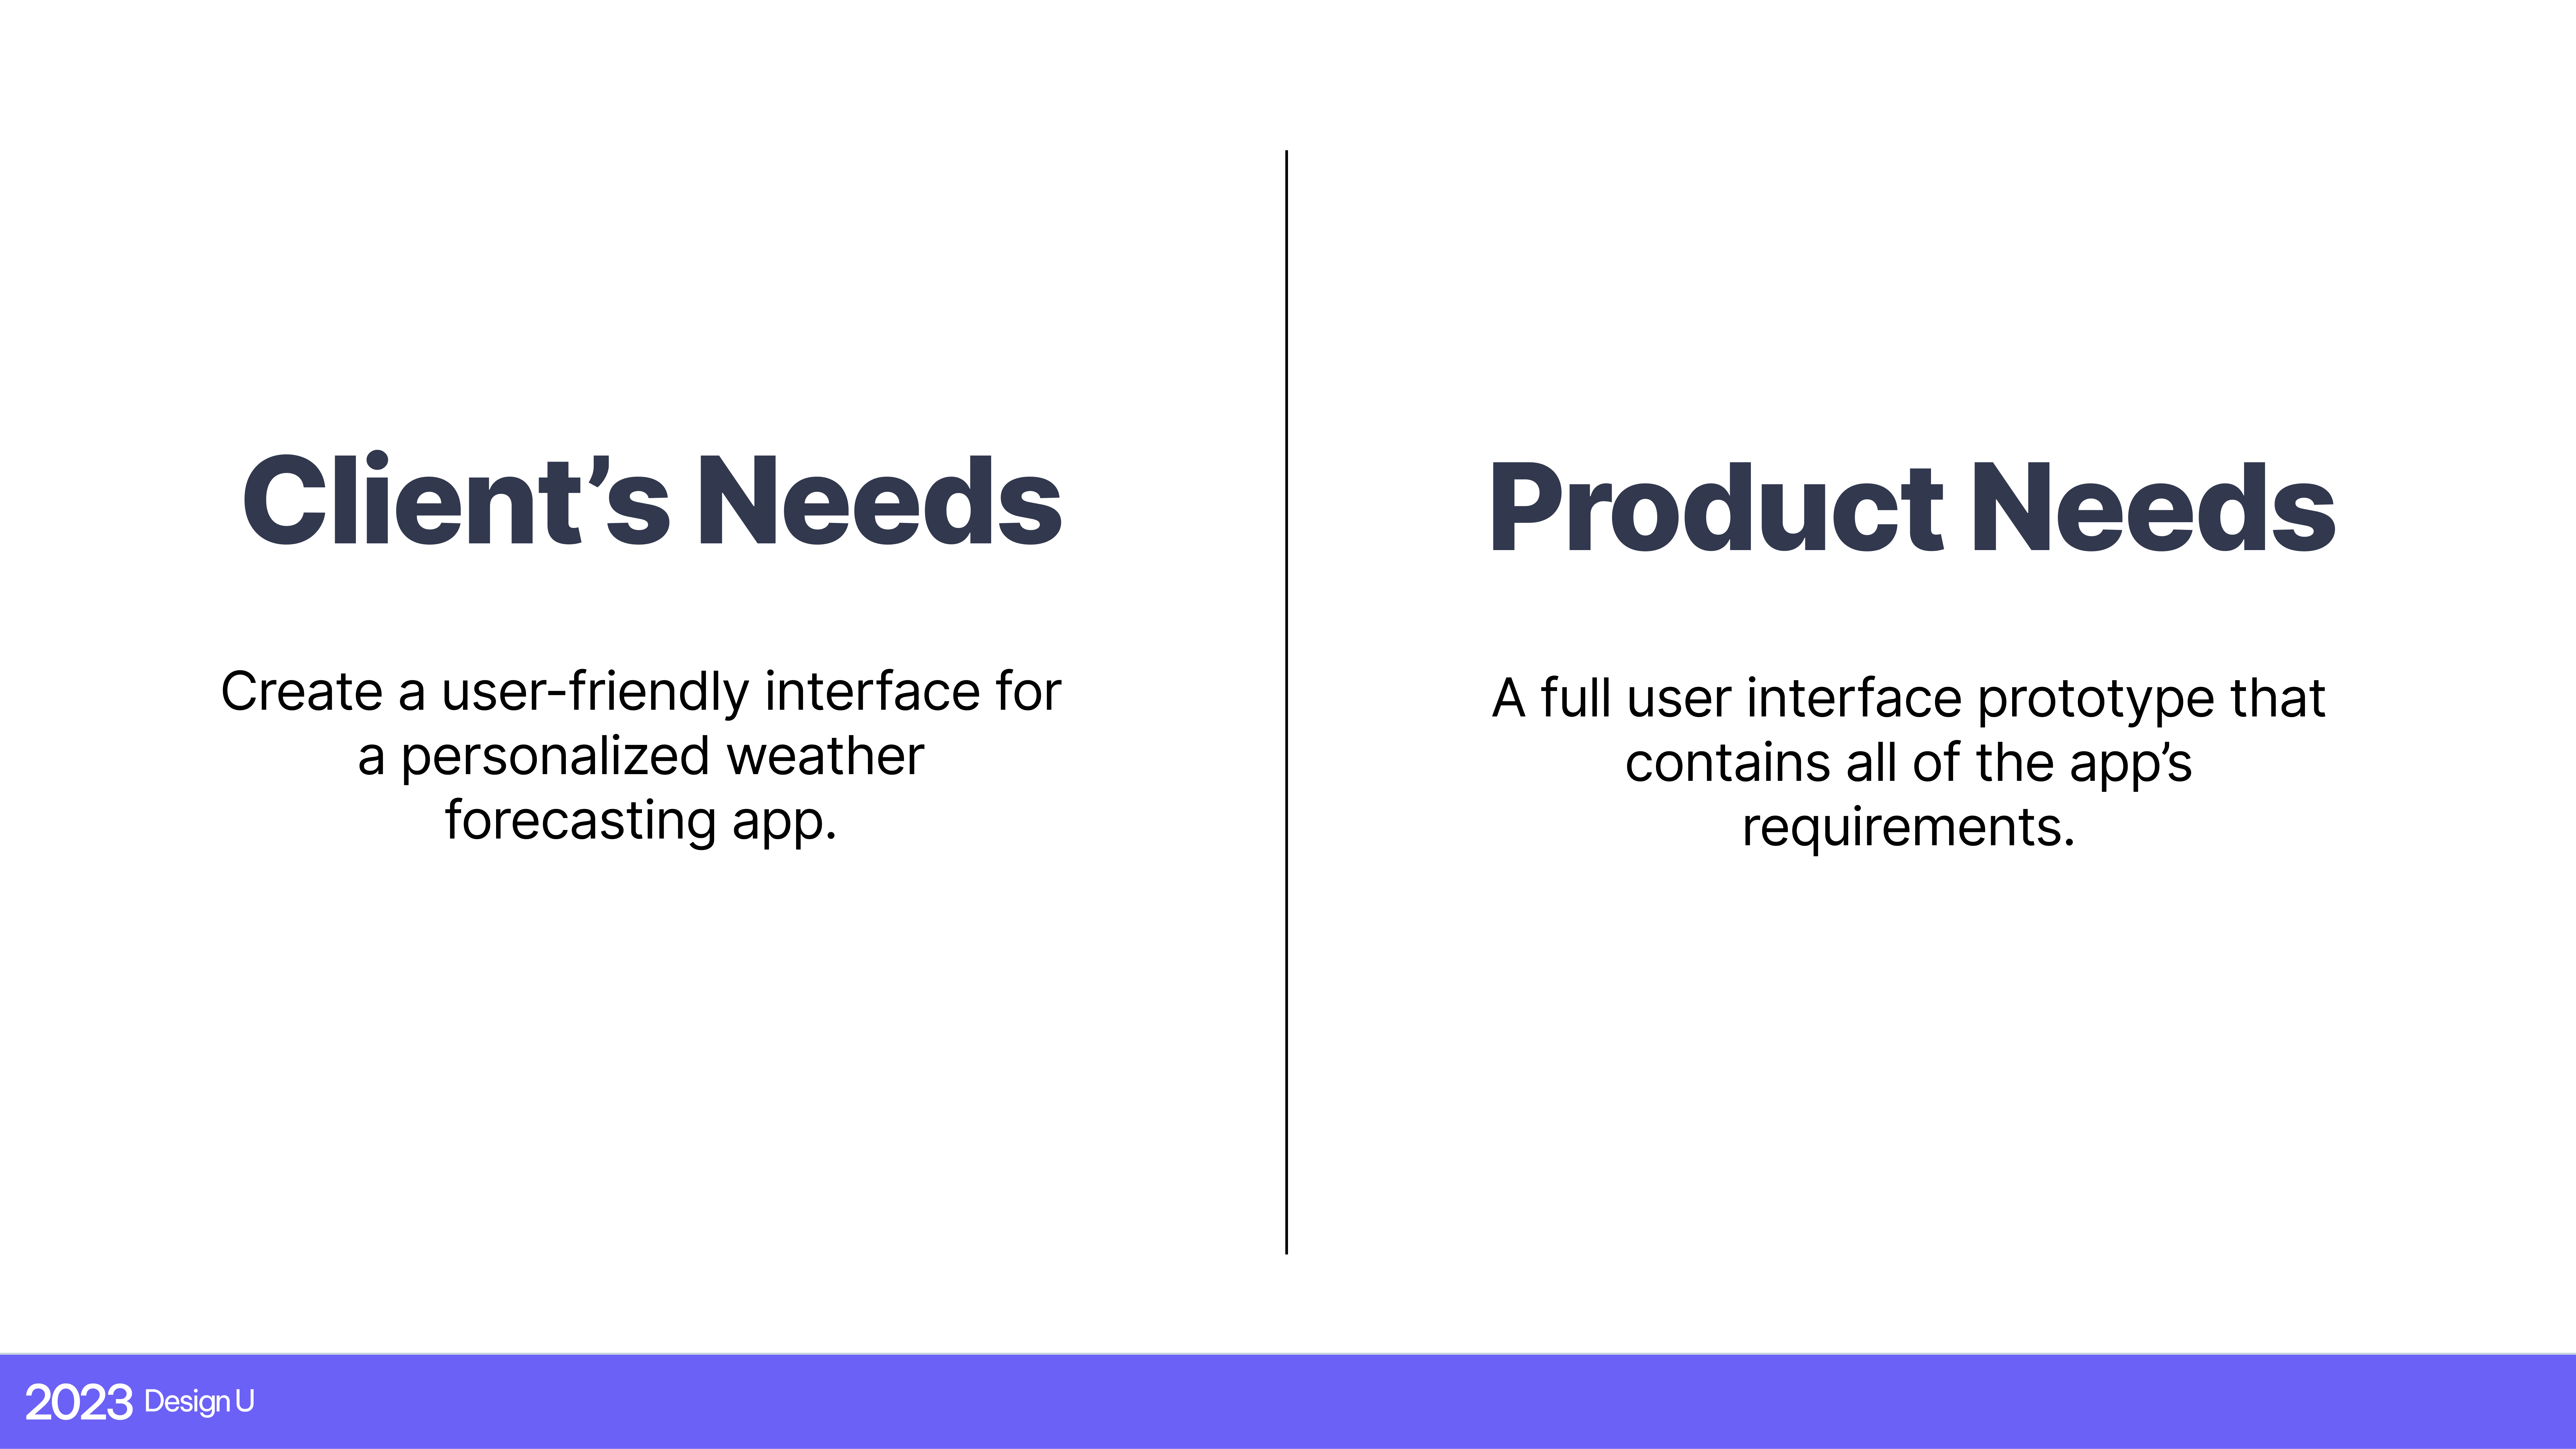 Client’s Needs
Create a user-friendly interface for
a personalized weather
forecasting app.
Product Needs
A full user interface prototype that
contains all of the app’s
requirements.
2023 Design U